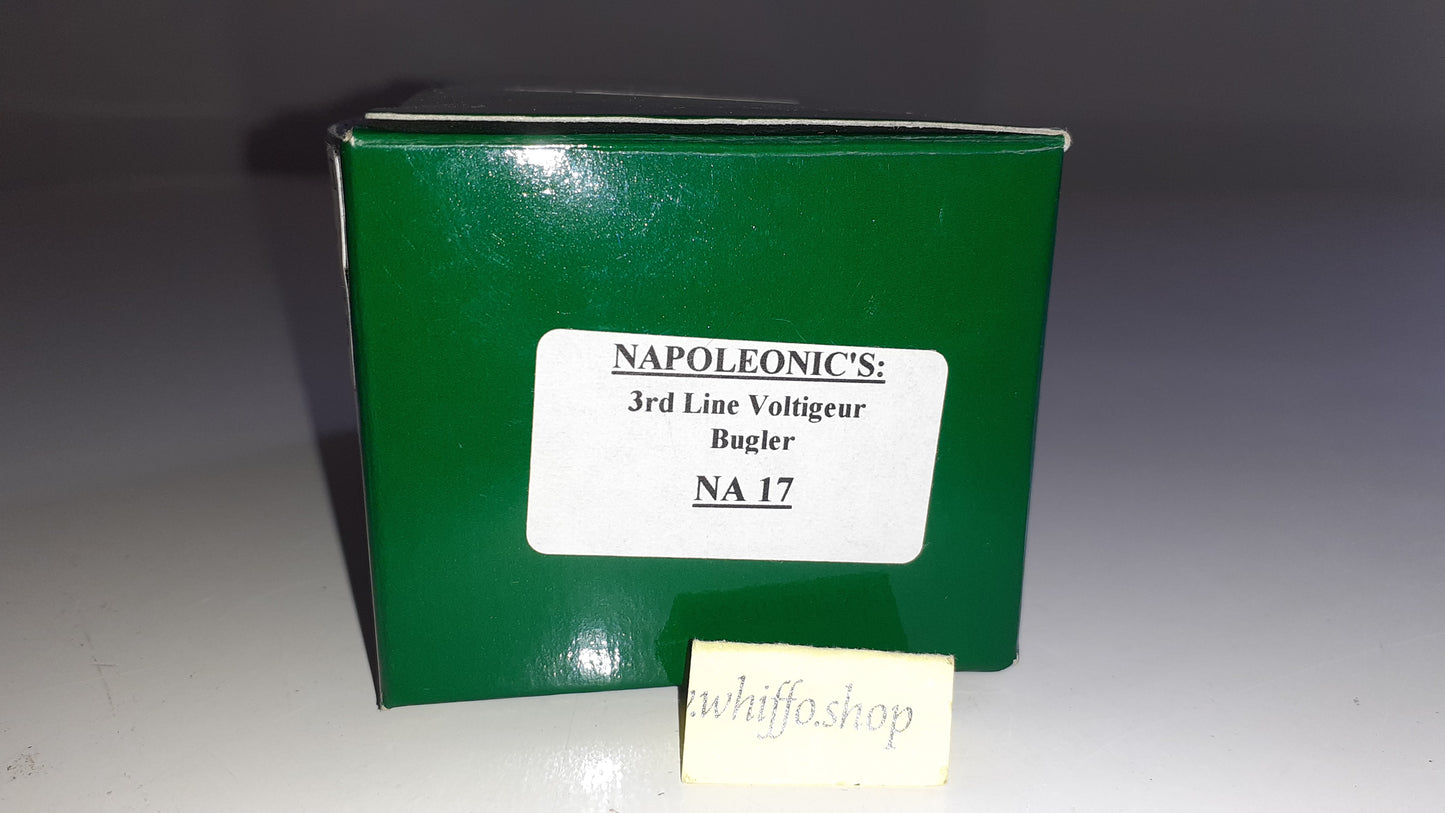 NAPOLEONIC'S:
3rd Line Voltigeur
Bugler
NA 17
.whiffo.shop